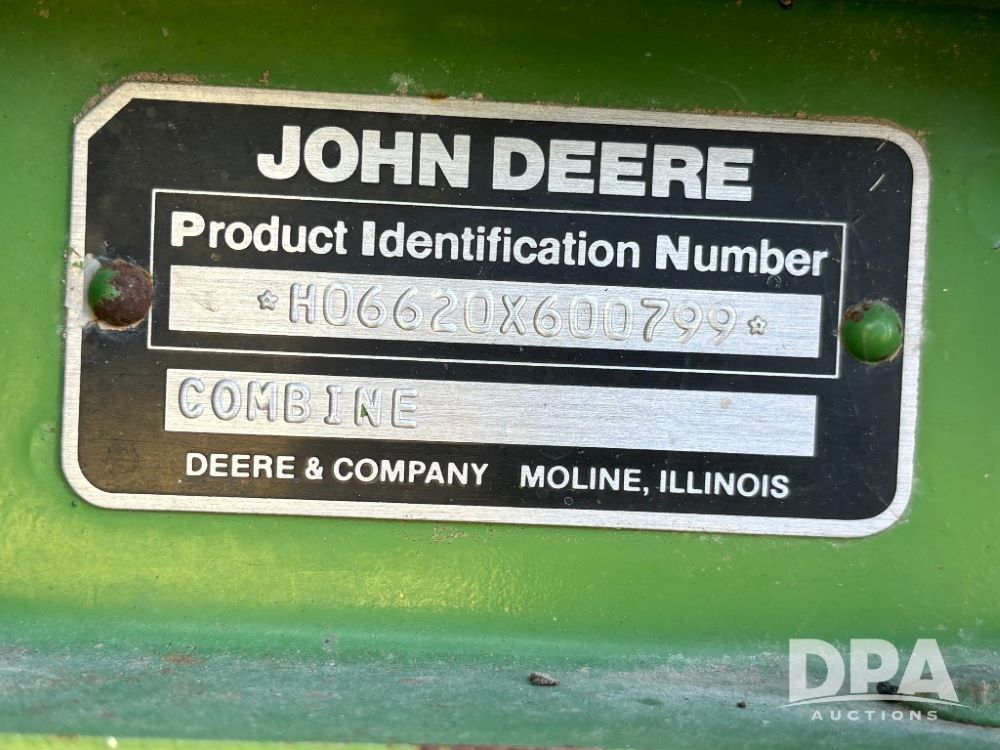 JOHN DEERE
Product Identification Number
*H06620X600799*
COMBINE
DEERE & COMPANY MOLINE, ILLINOIS
DPA
AUCTIONS